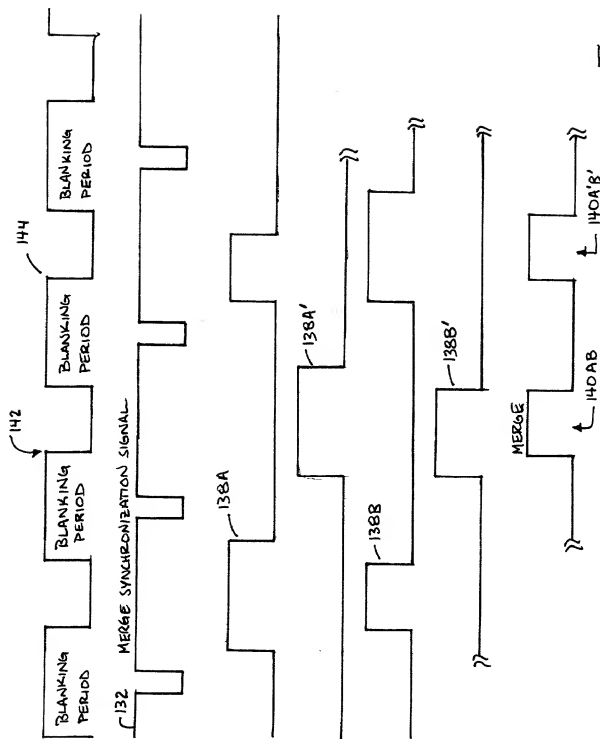 BLANKING
PERIOD
BLANKING
PERIOD
142
BLANKING
PERIOD
144
BLANKING
PERIOD
132
MERGE SYNCHRONIZATION SIGNAL
138A
138A'
138B
138B'
MERGE
140AB
140A'B'